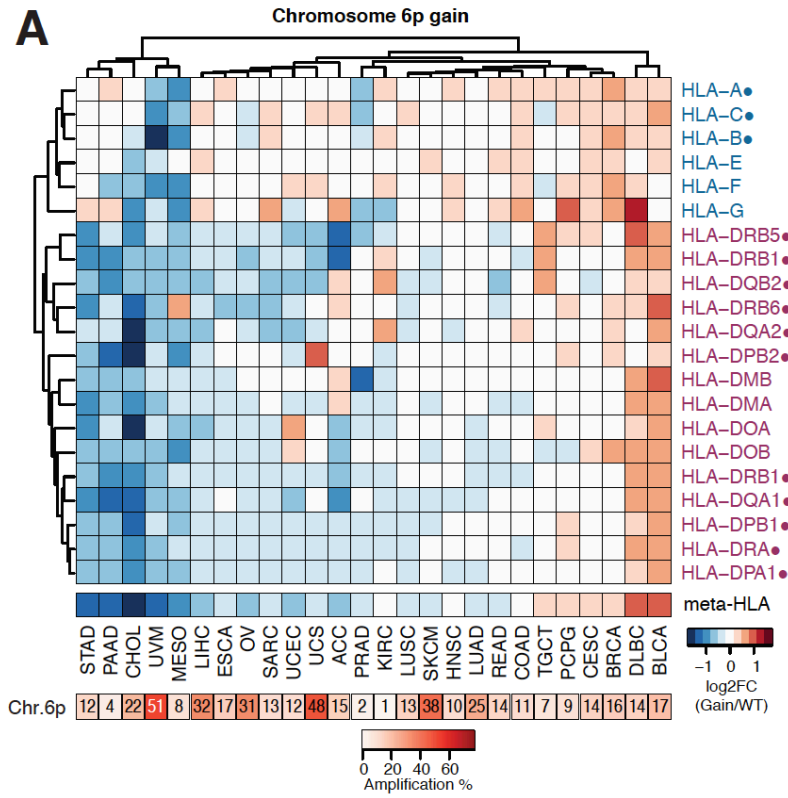 A
Chromosome 6p gain
HLA–A●
HLA–C●
HLA–B●
HLA–E
HLA–F
HLA–G
HLA–DRB5●
HLA–DRB1●
HLA–DQB2●
HLA–DRB6●
HLA–DQA2●
HLA–DPB2●
HLA–DMB
HLA–DMA
HLA–DOA
HLA–DOB
HLA–DRB1●
HLA–DQA1●
HLA–DPB1●
HLA–DRA●
HLA–DPA1●
meta-HLA
STAD PAAD CHOL UVM MESO LIHC ESCA OV SARC UCEC UCS ACC PRAD KIRC LUSC SKCM HNSC LUAD READ COAD TGCT PCPG CESC BRCA DLBC BLCA
−1 0 1
log2FC
(Gain/WT)
Chr.6p 12 4 22 51 8 32 17 31 13 12 48 15 2 1 13 38 10 25 14 11 7 9 14 16 14 17
0 20 40 60
Amplification %